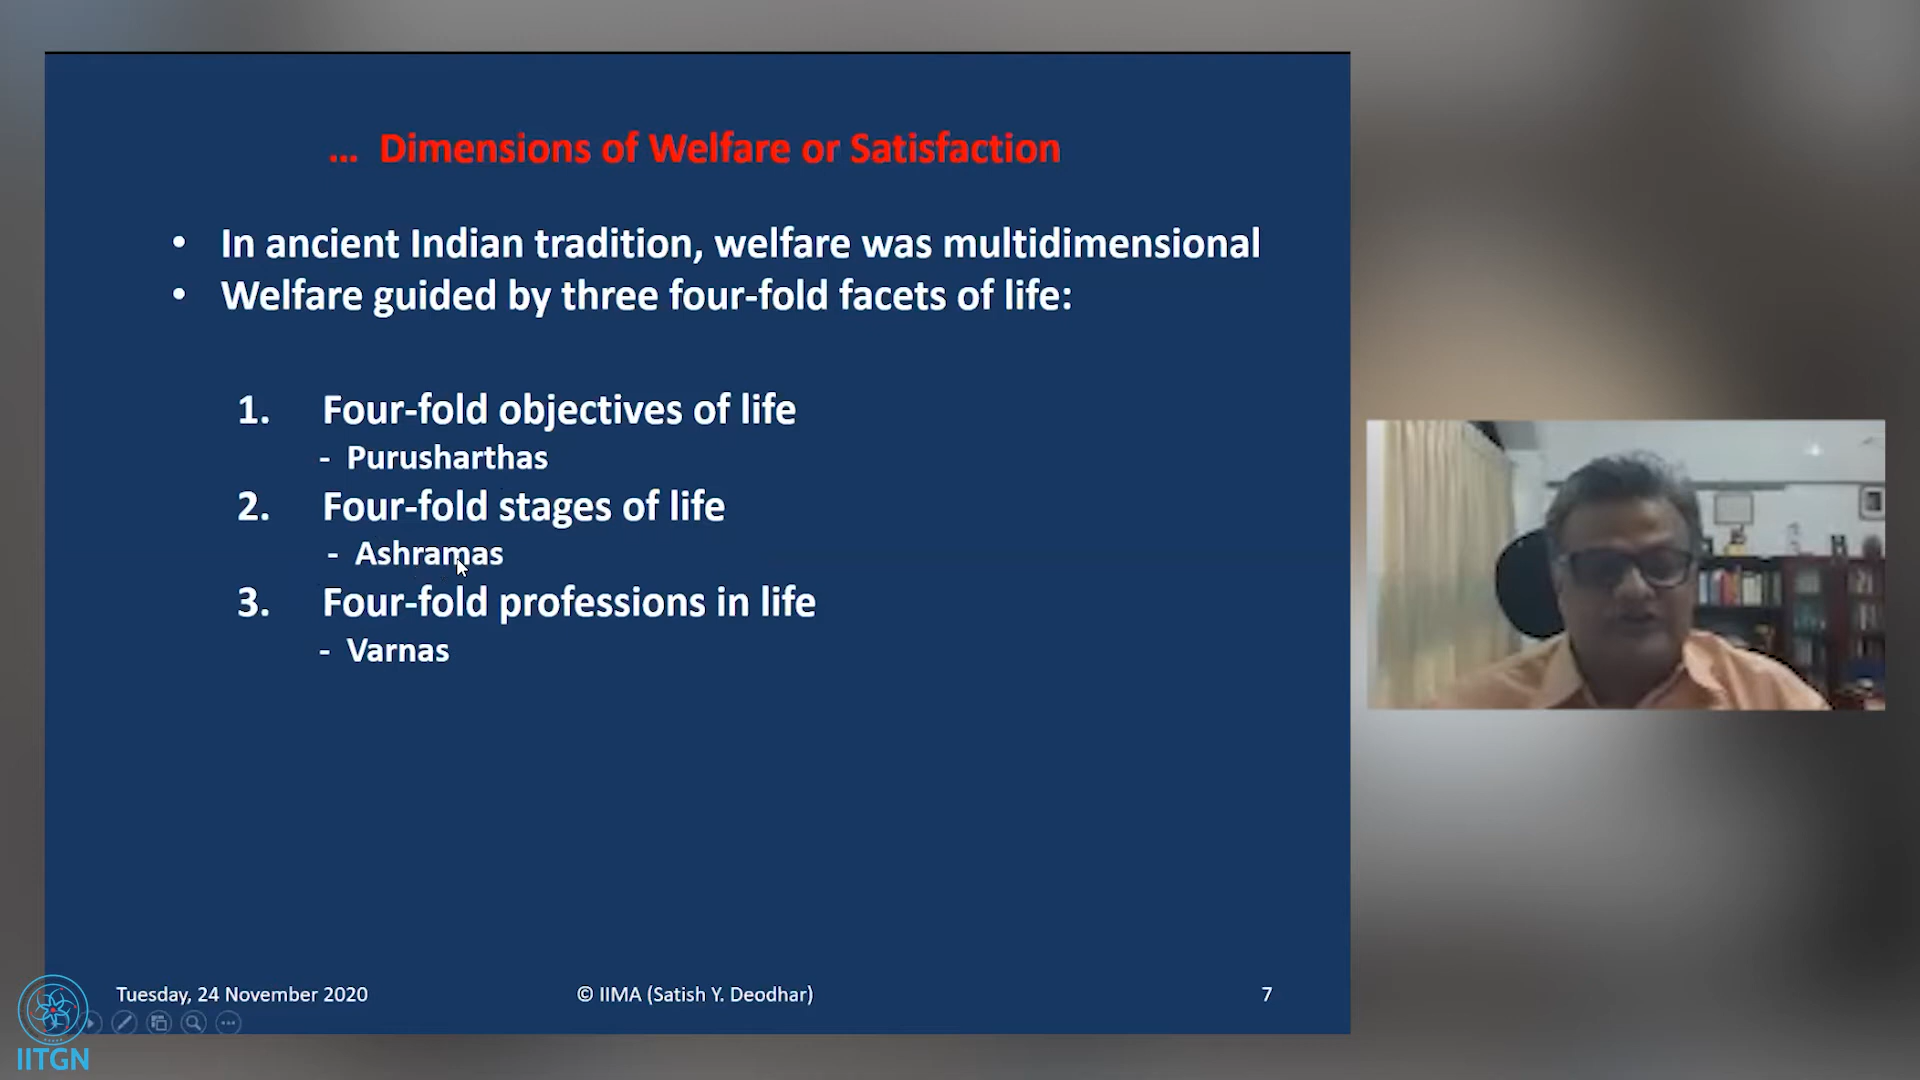 ... Dimensions of Welfare or Satisfaction
• In ancient Indian tradition, welfare was multidimensional
• Welfare guided by three four-fold facets of life:
1. Four-fold objectives of life
- Purusharthas
2. Four-fold stages of life
- Ashramas
3. Four-fold professions in life
- Varnas
Tuesday, 24 November 2020
© IIMA (Satish Y. Deodhar)
7
IITGN